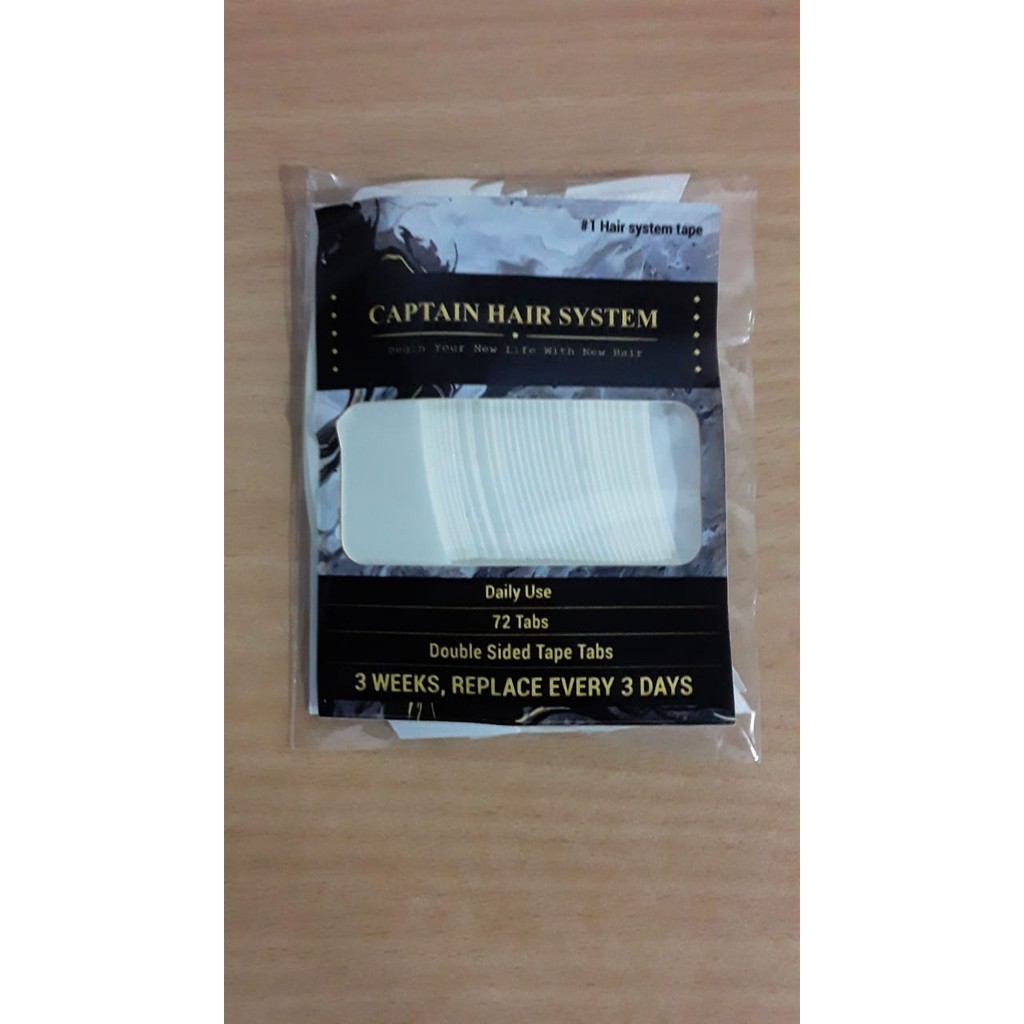 #1 Hair system tape
CAPTAIN HAIR SYSTEM
Begin Your New Life With New Hair
Daily Use
72 Tabs
Double Sided Tape Tabs
3 WEEKS, REPLACE EVERY 3 DAYS